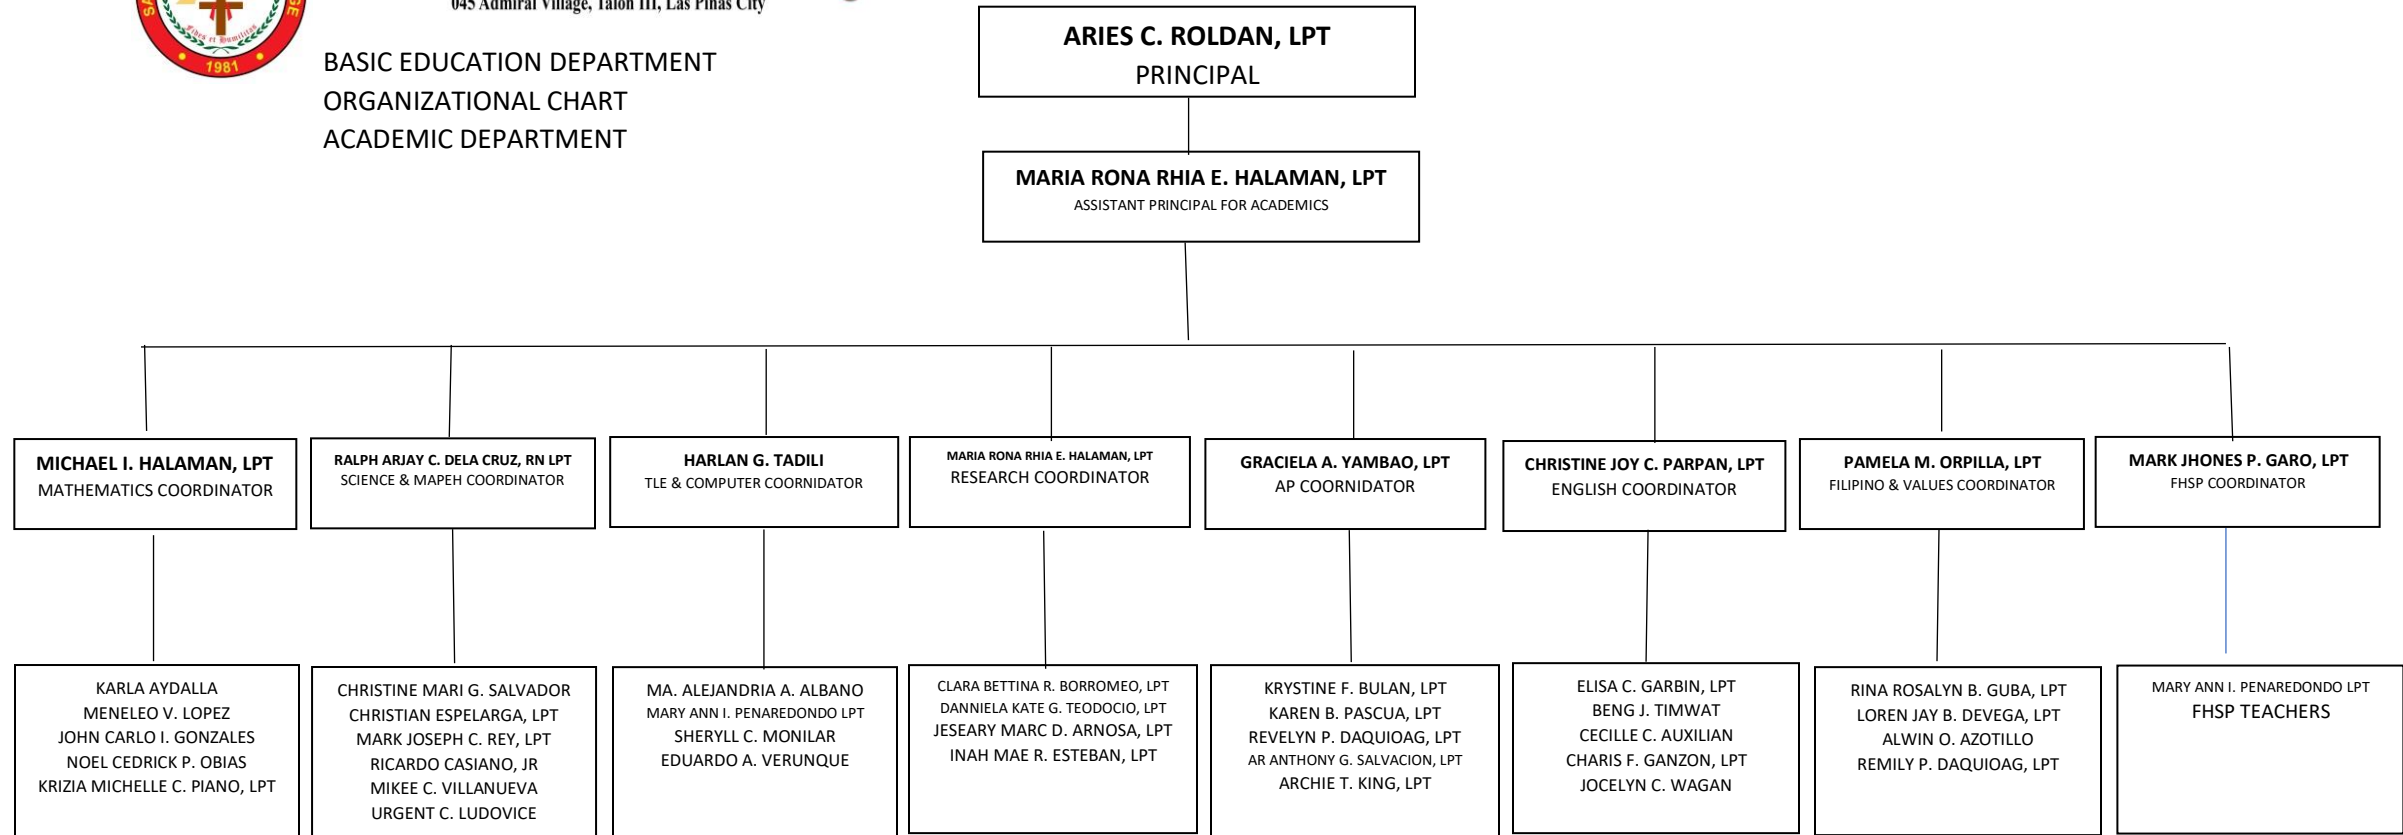 045 Admiral Village, Talon III, Las Pinas City
Fides et Humilitas
1981
BASIC EDUCATION DEPARTMENT
ORGANIZATIONAL CHART
ACADEMIC DEPARTMENT
ARIES C. ROLDAN, LPT
PRINCIPAL
MARIA RONA RHIA E. HALAMAN, LPT
ASSISTANT PRINCIPAL FOR ACADEMICS
MICHAEL I. HALAMAN, LPT
MATHEMATICS COORDINATOR
RALPH ARJAY C. DELA CRUZ, RN LPT
SCIENCE & MAPEH COORDINATOR
HARLAN G. TADILI
TLE & COMPUTER COORNIDATOR
MARIA RONA RHIA E. HALAMAN, LPT
RESEARCH COORDINATOR
GRACIELA A. YAMBAO, LPT
AP COORNIDATOR
CHRISTINE JOY C. PARPAN, LPT
ENGLISH COORDINATOR
PAMELA M. ORPILLA, LPT
FILIPINO & VALUES COORDINATOR
MARK JHONES P. GARO, LPT
FHSP COORDINATOR
KARLA AYDALLA
MENELEO V. LOPEZ
JOHN CARLO I. GONZALES
NOEL CEDRICK P. OBIAS
KRIZIA MICHELLE C. PIANO, LPT
CHRISTINE MARI G. SALVADOR
CHRISTIAN ESPELARGA, LPT
MARK JOSEPH C. REY, LPT
RICARDO CASIANO, JR
MIKEE C. VILLANUEVA
URGENT C. LUDOVICE
MA. ALEJANDRIA A. ALBANO
MARY ANN I. PENAREDONDO LPT
SHERYLL C. MONILAR
EDUARDO A. VERUNQUE
CLARA BETTINA R. BORROMEO, LPT
DANNIELA KATE G. TEODOCIO, LPT
JESEARY MARC D. ARNOSA, LPT
INAH MAE R. ESTEBAN, LPT
KRYSTINE F. BULAN, LPT
KAREN B. PASCUA, LPT
REVELYN P. DAQUIOAG, LPT
AR ANTHONY G. SALVACION, LPT
ARCHIE T. KING, LPT
ELISA C. GARBIN, LPT
BENG J. TIMWAT
CECILLE C. AUXILIAN
CHARIS F. GANZON, LPT
JOCELYN C. WAGAN
RINA ROSALYN B. GUBA, LPT
LOREN JAY B. DEVEGA, LPT
ALWIN O. AZOTILLO
REMILY P. DAQUIOAG, LPT
MARY ANN I. PENAREDONDO LPT
FHSP TEACHERS